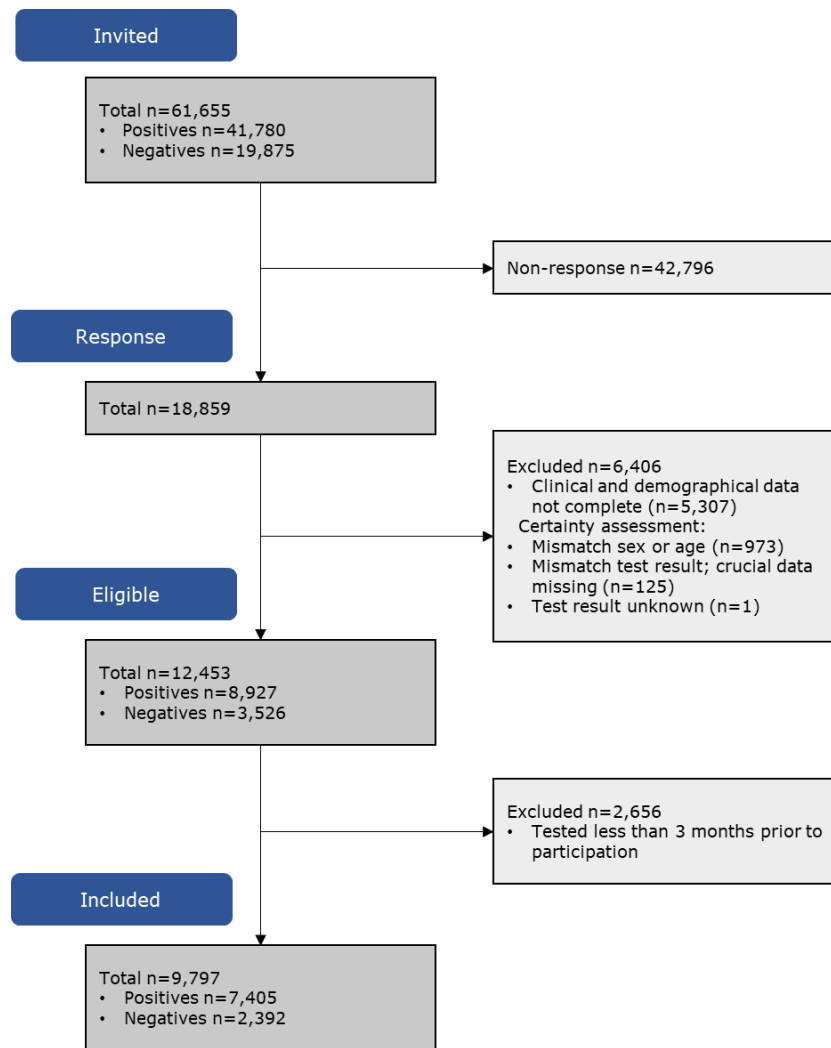 Invited
Total n=61,655
• Positives n=41,780
• Negatives n=19,875
Non-response n=42,796
Response
Total n=18,859
Excluded n=6,406
• Clinical and demographical data
not complete (n=5,307)
Certainty assessment:
• Mismatch sex or age (n=973)
• Mismatch test result; crucial data
missing (n=125)
• Test result unknown (n=1)
Eligible
Total n=12,453
• Positives n=8,927
• Negatives n=3,526
Excluded n=2,656
• Tested less than 3 months prior to
participation
Included
Total n=9,797
• Positives n=7,405
• Negatives n=2,392